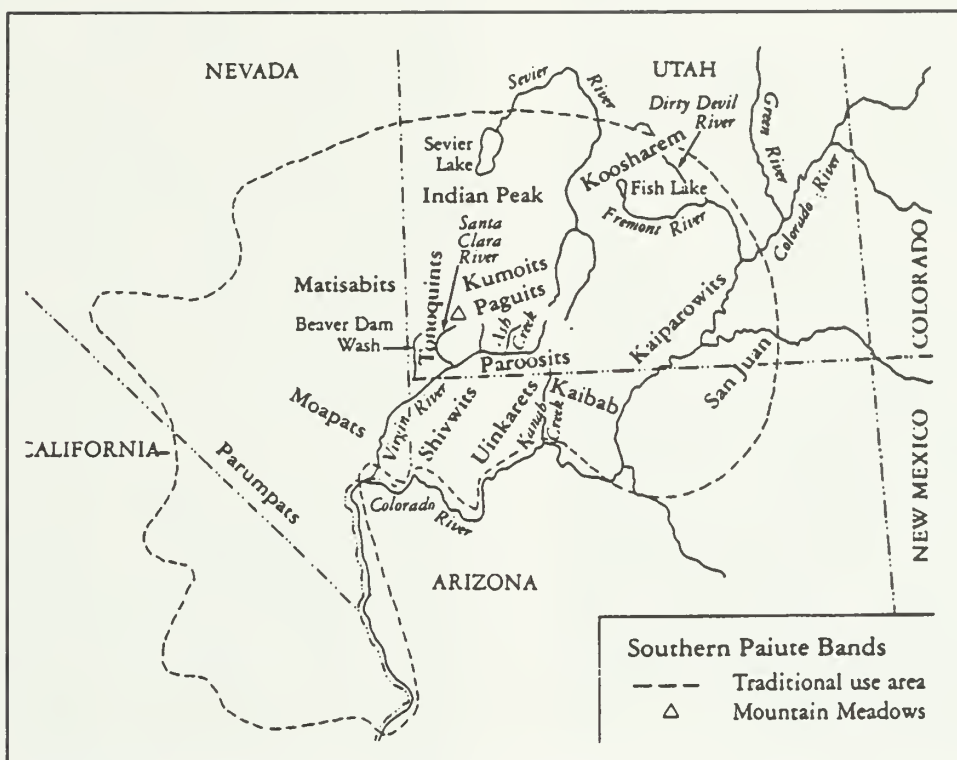 NEVADA
UTAH
Sevier
River
Dirty Devil
River
Green River
Sevier
Lake
Koosharem
Fish Lake
Fremont River
Colorado River
Indian Peak
Santa
Clara
River
Kumoits
Paguits
Matisabits
Tonoquints
Beaver Dam
Wash
Ash
Creek
Paroosits
Kaiparowits
San Juan
COLORADO
Moapats
Virgin River
Shivwits
Uinkarets
Kanab
Creek
Kaibab
CALIFORNIA
Parumpats
Colorado
River
NEW MEXICO
ARIZONA
Southern Paiute Bands
Traditional use area
Mountain Meadows